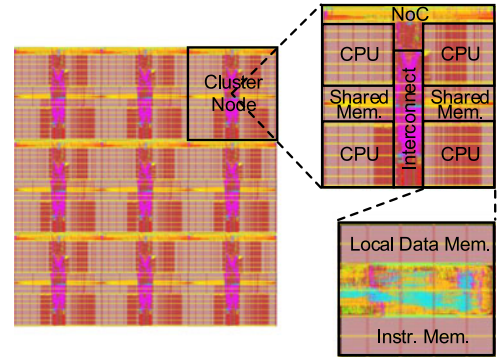 Cluster
Node
NoC
CPU
CPU
Shared
Mem.
Interconnect
Shared
Mem.
CPU
CPU
Local Data Mem.
Instr. Mem.